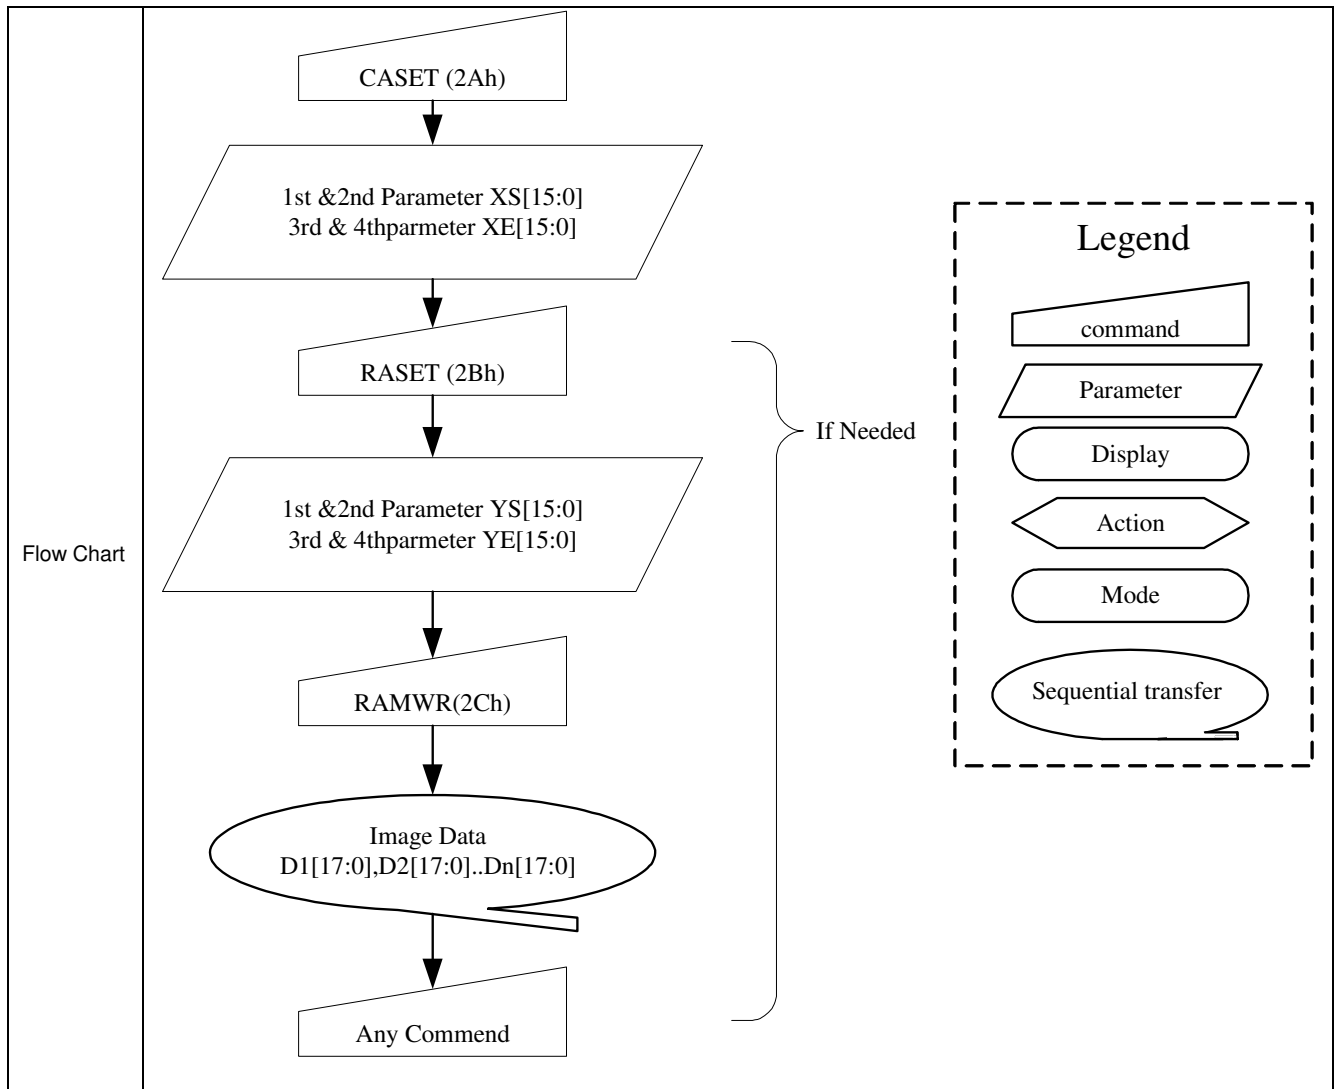 Flow Chart
CASET (2Ah)
1st &2nd Parameter XS[15:0]
3rd & 4thparmeter XE[15:0]
RASET (2Bh)
1st &2nd Parameter YS[15:0]
3rd & 4thparmeter YE[15:0]
RAMWR(2Ch)
Image Data
D1[17:0],D2[17:0]..Dn[17:0]
Any Commend
If Needed
Legend
command
Parameter
Display
Action
Mode
Sequential transfer